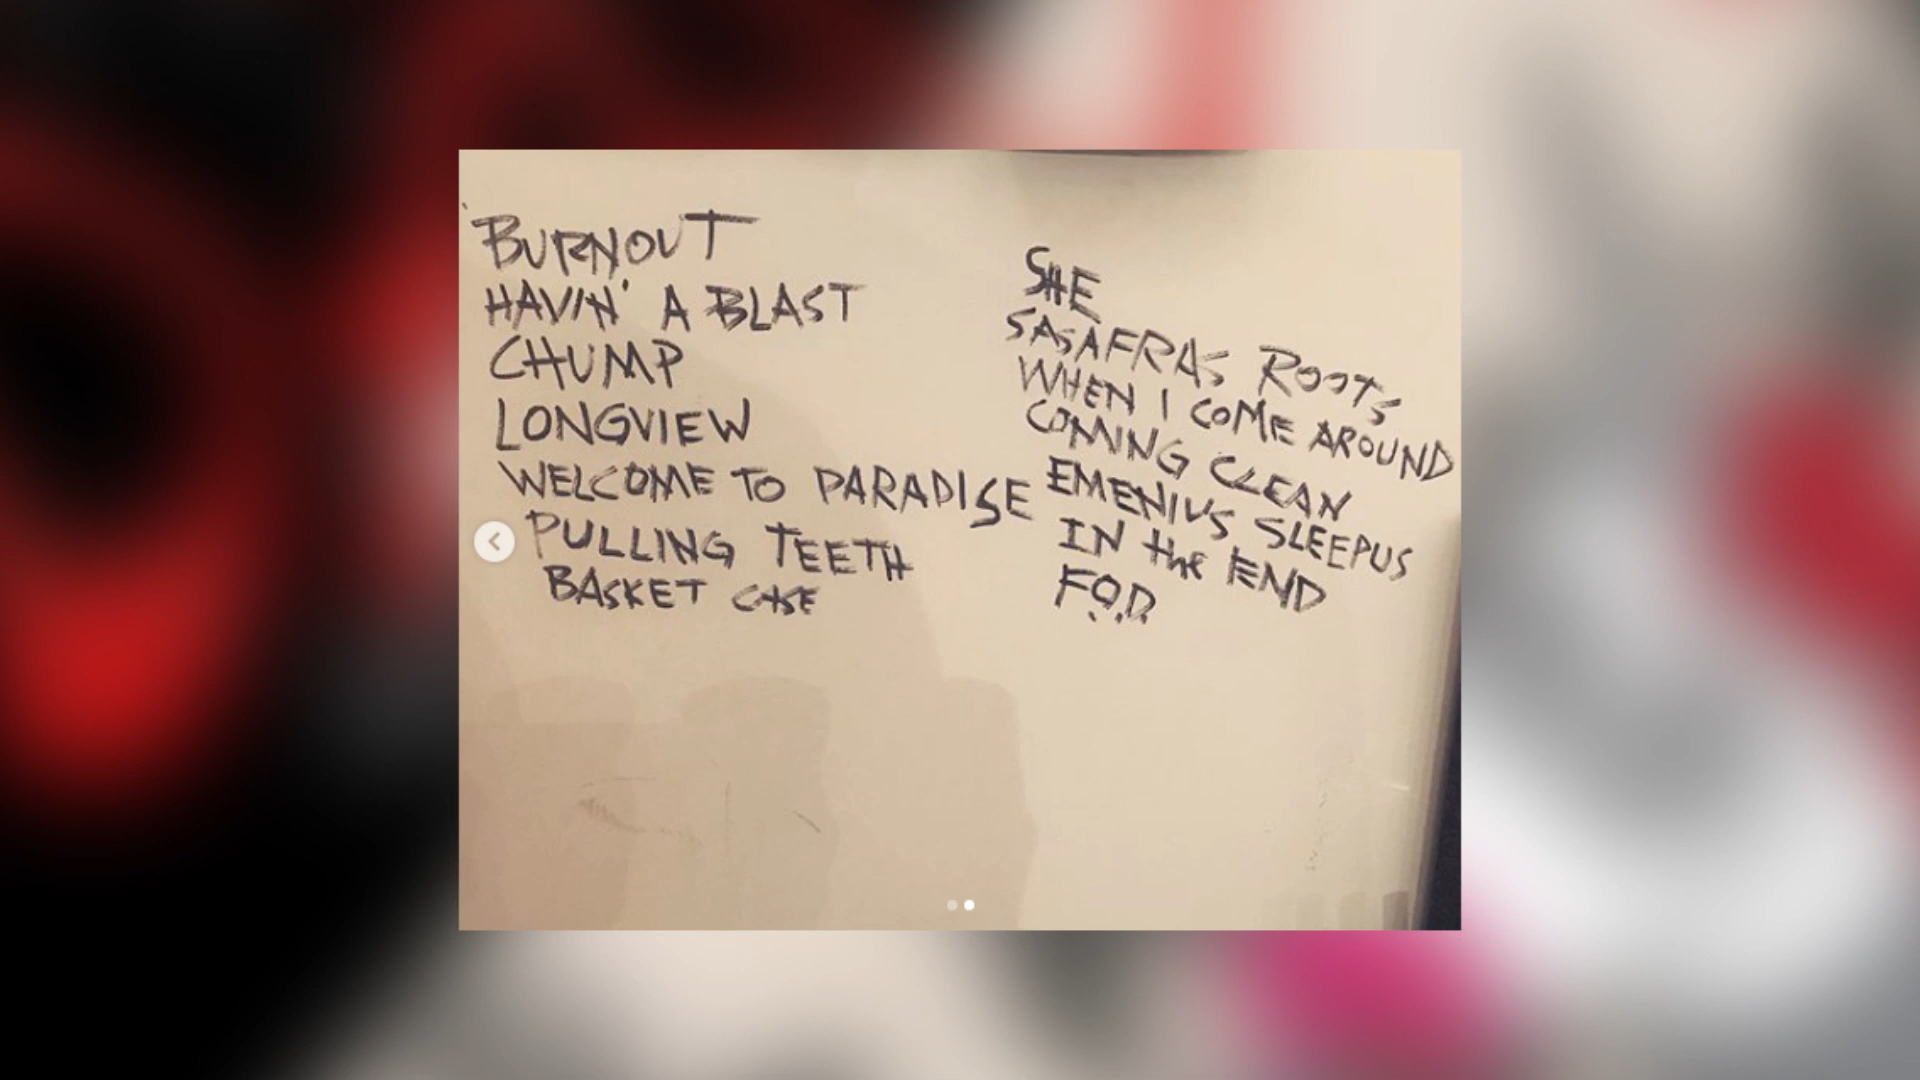 BURNOUT
HAVIN' A BLAST
CHUMP
LONGVIEW
WELCOME TO PARADISE
PULLING TEETH
BASKET CASE
SHE
SASAFRAS ROOTS
WHEN I COME AROUND
COMING CLEAN
EMENIUS SLEEPUS
IN the END
F.O.D.